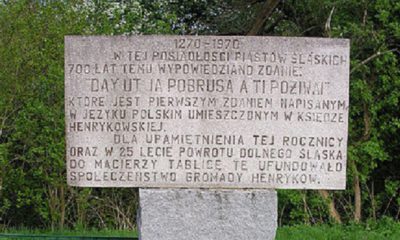 1270-1970
W TEJ POSIADŁOŚCI PIASTÓW ŚLĄSKICH
700 LAT TEMU WYPOWIEDZIANO ZDANIE:
"DAY UT IA POBRUSA A TI POZIWAI"
KTÓRE JEST PIERWSZYM ZDANIEM NAPISANYM
W JĘZYKU POLSKIM UMIESZCZONYM W KSIĘDZE
HENRYKOWSKIEJ.
DLA UPAMIĘTNIENIA TEJ ROCZNICY
ORAZ W 25 LECIE POWROTU DOLNEGO ŚLĄSKA
DO MACIERZY TABLICĘ TĘ UFUNDOWAŁO
SPOŁECZEŃSTWO GROMADY HENRYKÓW.